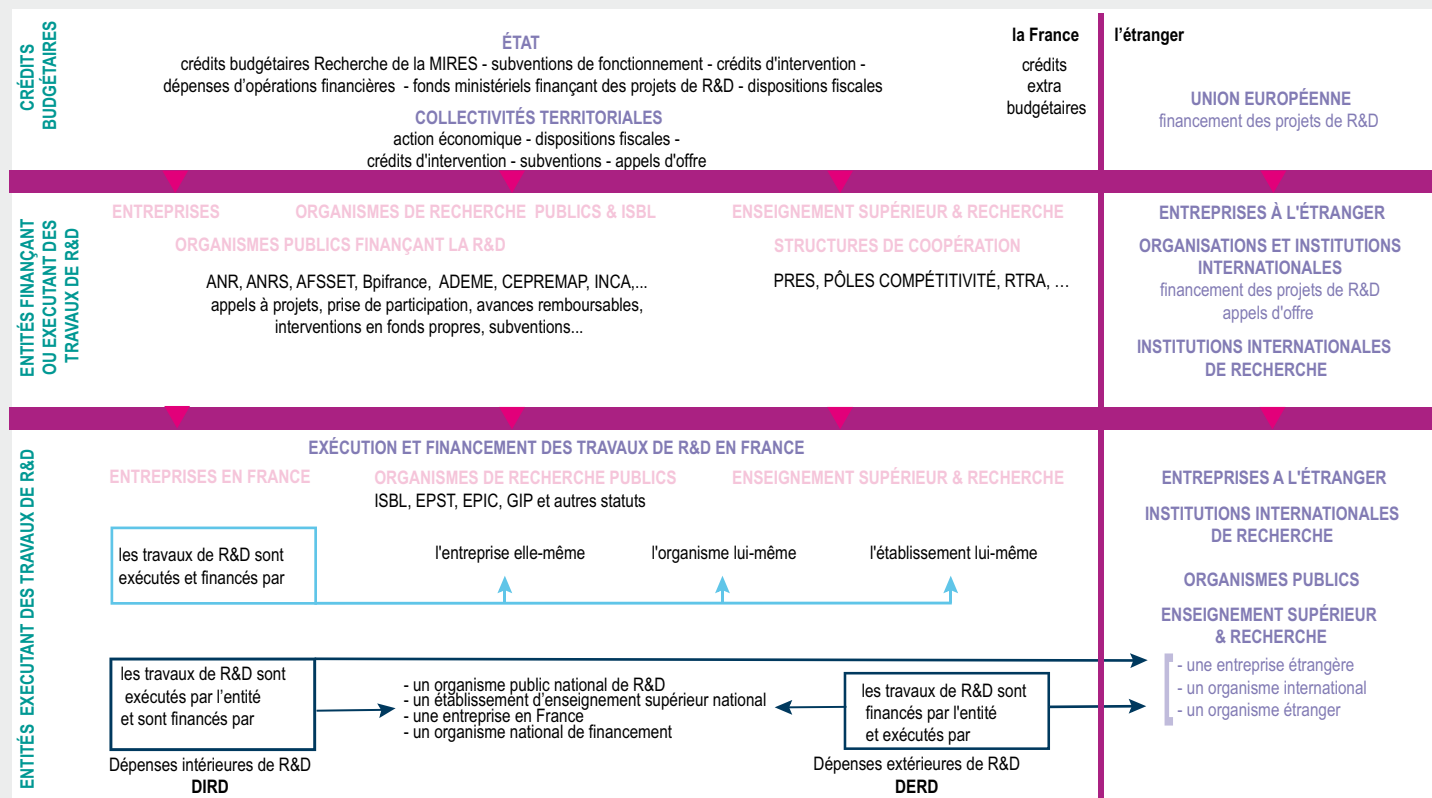 CRÉDITS
BUDGÉTAIRES
ÉTAT
crédits budgétaires Recherche de la MIRES - subventions de fonctionnement - crédits d'intervention -
dépenses d'opérations financières - fonds ministériels finançant des projets de R&D - dispositions fiscales
COLLECTIVITÉS TERRITORIALES
action économique - dispositions fiscales -
crédits d'intervention - subventions - appels d'offre
la France
crédits
extra
budgétaires
l'étranger
UNION EUROPÉENNE
financement des projets de R&D
ENTITÉS FINANÇANT
OU EXECUTANT DES
TRAVAUX DE R&D
ENTREPRISES
ORGANISMES DE RECHERCHE PUBLICS & ISBL
ENSEIGNEMENT SUPÉRIEUR & RECHERCHE
ORGANISMES PUBLICS FINANÇANT LA R&D
STRUCTURES DE COOPÉRATION
ANR, ANRS, AFSSET, Bpifrance, ADEME, CEPREMAP, INCA,...
appels à projets, prise de participation, avances remboursables,
interventions en fonds propres, subventions...
PRES, PÔLES COMPÉTITIVITÉ, RTRA, …
ENTREPRISES À L'ÉTRANGER
ORGANISATIONS ET INSTITUTIONS
INTERNATIONALES
financement des projets de R&D
appels d'offre
INSTITUTIONS INTERNATIONALES
DE RECHERCHE
ENTITÉS EXECUTANT DES TRAVAUX DE R&D
EXÉCUTION ET FINANCEMENT DES TRAVAUX DE R&D EN FRANCE
ENTREPRISES EN FRANCE
ORGANISMES DE RECHERCHE PUBLICS
ISBL, EPST, EPIC, GIP et autres statuts
ENSEIGNEMENT SUPÉRIEUR & RECHERCHE
les travaux de R&D sont
exécutés et financés par
l'entreprise elle-même
l'organisme lui-même
l'établissement lui-même
les travaux de R&D sont
exécutés par l'entité
et sont financés par
- un organisme public national de R&D
- un établissement d'enseignement supérieur national
- une entreprise en France
- un organisme national de financement
les travaux de R&D sont
financés par l'entité
et exécutés par
Dépenses intérieures de R&D
DIRD
Dépenses extérieures de R&D
DERD
ENTREPRISES A L'ÉTRANGER
INSTITUTIONS INTERNATIONALES
DE RECHERCHE
ORGANISMES PUBLICS
ENSEIGNEMENT SUPÉRIEUR
& RECHERCHE
- une entreprise étrangère
- un organisme international
- un organisme étranger